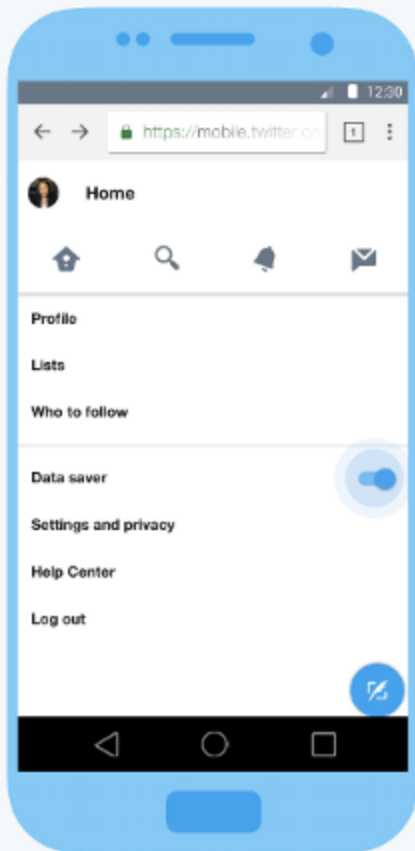 12:30
https://mobile.twitter.co
1
Home
Profile
Lists
Who to follow
Data saver
Settings and privacy
Help Center
Log out